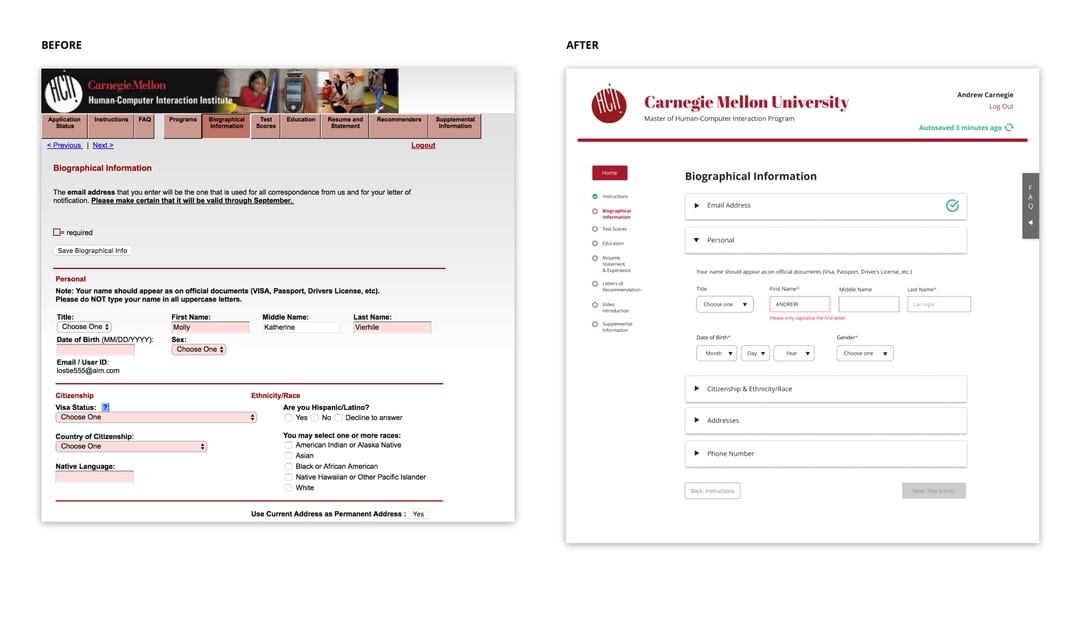 BEFORE
HCII
Carnegie Mellon
Human-Computer Interaction Institute
Application Status
Instructions
FAQ
Programs
Biographical Information
Test Scores
Education
Resume and Statement
Recommenders
Supplemental Information
< Previous | Next >
Logout
Biographical Information
The email address that you enter will be the one that is used for all correspondence from us and for your letter of
notification. Please make certain that it will be valid through September.
= required
Save Biographical Info
Personal
Note: Your name should appear as on official documents (VISA, Passport, Drivers License, etc).
Please do NOT type your name in all uppercase letters.
Title: First Name: Middle Name: Last Name:
Choose One Molly Katherine Vierhile
Date of Birth (MM/DD/YYYY): Sex:
Choose One
Email / User ID:
lostie555@aim.com
Citizenship
Visa Status: ?
Choose One
Country of Citizenship:
Choose One
Native Language:
Ethnicity/Race
Are you Hispanic/Latino?
Yes No Decline to answer
You may select one or more races:
American Indian or Alaska Native
Asian
Black or African American
Native Hawaiian or Other Pacific Islander
White
Use Current Address as Permanent Address : Yes
AFTER
HCII
Carnegie Mellon University
Master of Human-Computer Interaction Program
Andrew Carnegie
Log Out
Autosaved 3 minutes ago
Home
Instructions
Biographical
Information
Test Scores
Education
Resume,
Statement,
& Experience
Letters of
Recommendation
Video
Introduction
Supplemental
Information
Biographical Information
Email Address
Personal
Your name should appear as on official documents (Visa, Passport, Driver's License, etc.)
Title First Name* Middle Name Last Name*
Choose one ANDREW Carnegie
Please only capitalize the first letter.
Date of Birth* Gender*
Month Day Year Choose one
Citizenship & Ethnicity/Race
Addresses
Phone Number
Back: Instructions
Next: Test Scores
FAQ